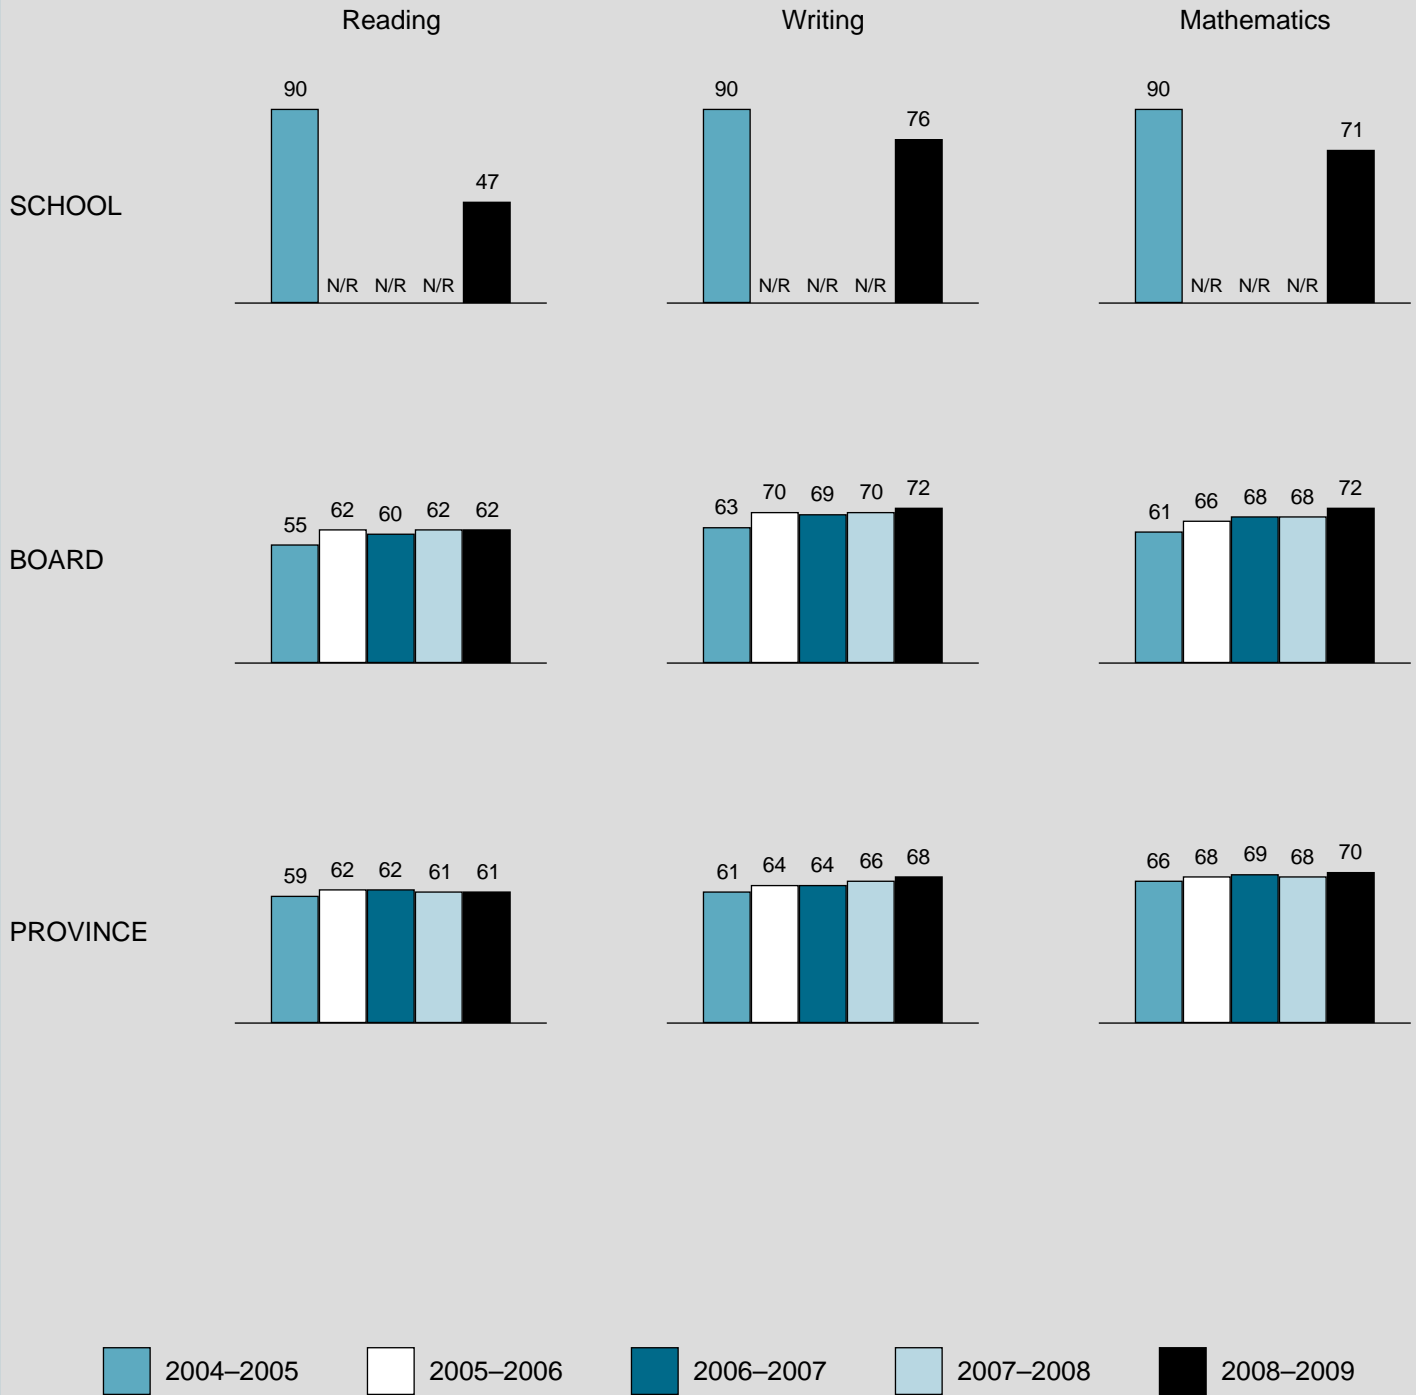 Reading Writing Mathematics
SCHOOL
90 N/R N/R N/R 47
90 N/R N/R N/R 76
90 N/R N/R N/R 71
BOARD
55 62 60 62 62
63 70 69 70 72
61 66 68 68 72
PROVINCE
59 62 62 61 61
61 64 64 66 68
66 68 69 68 70
2004–2005 2005–2006 2006–2007 2007–2008 2008–2009